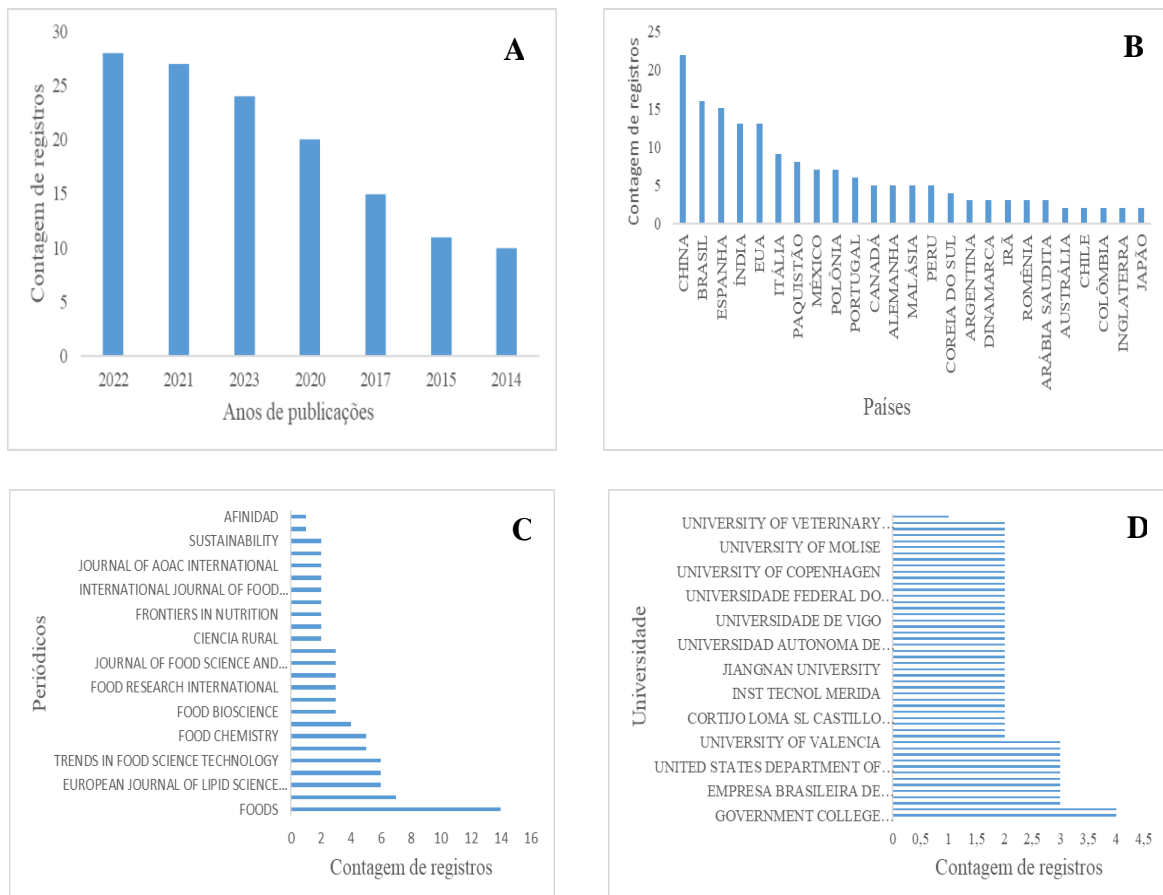 A
Contagem de registros
30
25
20
15
10
5
0
2022 2021 2023 2020 2017 2015 2014
Anos de publicações
B
Contagem de registros
25
20
15
10
5
0
CHINA
BRASIL
ESPANHA
ÍNDIA
EUA
ITÁLIA
PAQUISTÃO
MÉXICO
POLÔNIA
PORTUGAL
CANADÁ
ALEMANHA
MALÁSIA
PERU
COREIA DO SUL
ARGENTINA
DINAMARCA
IRÃ
ROMÊNIA
ARÁBIA SAUDITA
AUSTRÁLIA
CHILE
COLÔMBIA
INGLATERRA
JAPÃO
Países
C
Periódicos
AFINIDAD
SUSTAINABILITY
JOURNAL OF AOAC INTERNATIONAL
INTERNATIONAL JOURNAL OF FOOD...
FRONTIERS IN NUTRITION
CIENCIA RURAL
JOURNAL OF FOOD SCIENCE AND...
FOOD RESEARCH INTERNATIONAL
FOOD BIOSCIENCE
FOOD CHEMISTRY
TRENDS IN FOOD SCIENCE TECHNOLOGY
EUROPEAN JOURNAL OF LIPID SCIENCE...
FOODS
0 2 4 6 8 10 12 14 16
Contagem de registros
D
Universidade
UNIVERSITY OF VETERINARY...
UNIVERSITY OF MOLISE
UNIVERSITY OF COPENHAGEN
UNIVERSIDADE FEDERAL DO...
UNIVERSIDADE DE VIGO
UNIVERSIDAD AUTONOMA DE...
JIANGNAN UNIVERSITY
INST TECNOL MERIDA
CORTIJO LOMA SL CASTILLO...
UNIVERSITY OF VALENCIA
UNITED STATES DEPARTMENT OF...
EMPRESA BRASILEIRA DE...
GOVERNMENT COLLEGE...
0 0,5 1 1,5 2 2,5 3 3,5 4 4,5
Contagem de registros